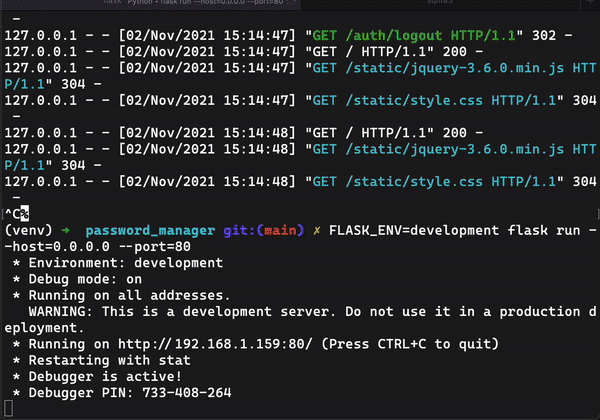 flask Python • flask run --host=0.0.0.0 --port=80 sqlite3
-
127.0.0.1 - - [02/Nov/2021 15:14:47] "GET /auth/logout HTTP/1.1" 302 -
127.0.0.1 - - [02/Nov/2021 15:14:47] "GET / HTTP/1.1" 200 -
127.0.0.1 - - [02/Nov/2021 15:14:47] "GET /static/jquery-3.6.0.min.js HTT
P/1.1" 304 -
127.0.0.1 - - [02/Nov/2021 15:14:47] "GET /static/style.css HTTP/1.1" 304
-
127.0.0.1 - - [02/Nov/2021 15:14:48] "GET / HTTP/1.1" 200 -
127.0.0.1 - - [02/Nov/2021 15:14:48] "GET /static/jquery-3.6.0.min.js HTT
P/1.1" 304 -
127.0.0.1 - - [02/Nov/2021 15:14:48] "GET /static/style.css HTTP/1.1" 304
-
^C%
(venv) ➜ password_manager git:(main) ✗ FLASK_ENV=development flask run -
-host=0.0.0.0 --port=80
* Environment: development
* Debug mode: on
* Running on all addresses.
WARNING: This is a development server. Do not use it in a production d
eployment.
* Running on http://192.168.1.159:80/ (Press CTRL+C to quit)
* Restarting with stat
* Debugger is active!
* Debugger PIN: 733-408-264